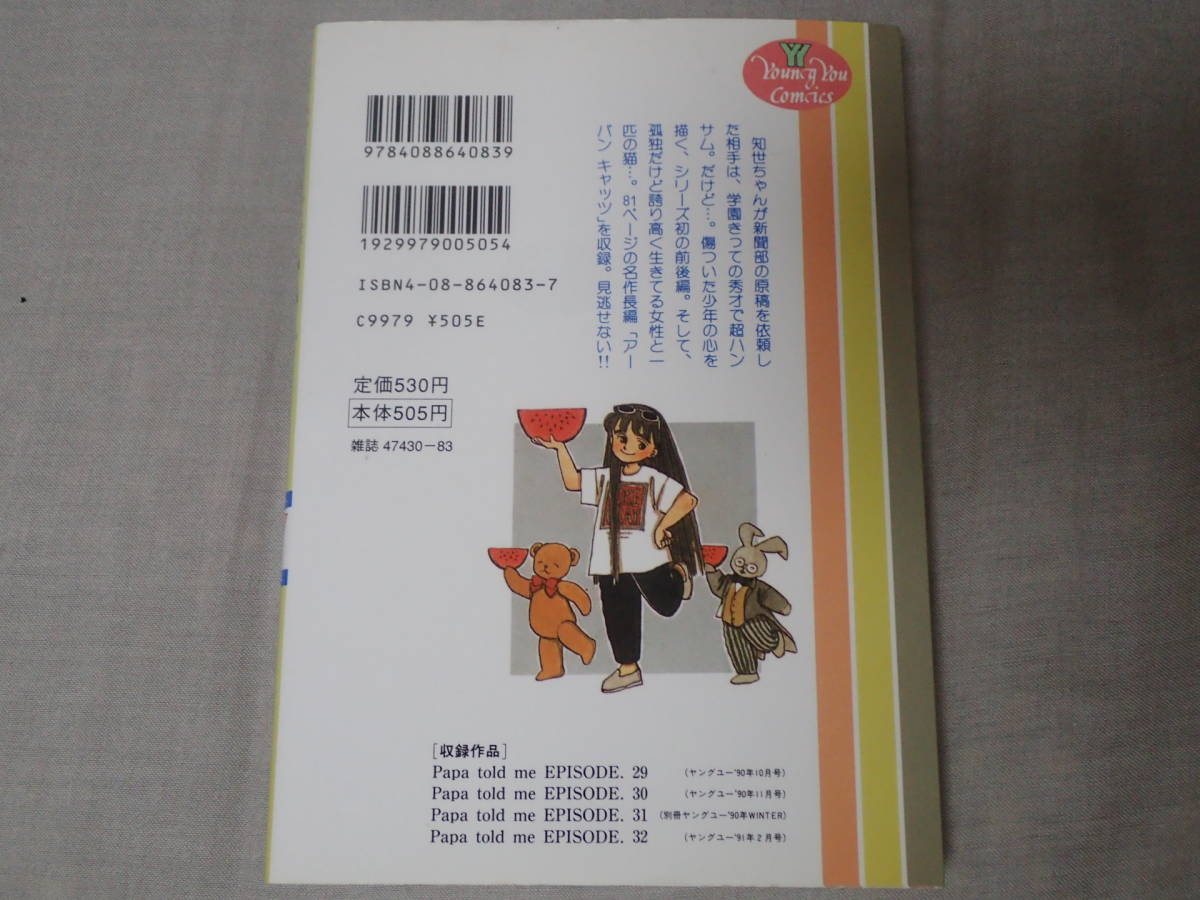 YY
Young You
Comcics
9784088640839
1929979005054
ISBN4-08-864083-7
C9979 ¥505E
定価530円
本体505円
雑誌 47430-83
知世ちゃんが新聞部の原稿を依頼し
た相手は、学園きっての秀才で超ハン
サム。だけど…。傷ついた少年の心を
描く、シリーズ初の前後編。そして、
孤独だけど誇り高く生きてる女性と一
匹の猫…。81ページの名作長編「アー
バン キャッツ」を収録。見逃せない!!
[収録作品]
Papa told me EPISODE. 29 (ヤングユー'90年10月号)
Papa told me EPISODE. 30 (ヤングユー'90年11月号)
Papa told me EPISODE. 31 (別冊ヤングユー'90年WINTER)
Papa told me EPISODE. 32 (ヤングユー'91年2月号)